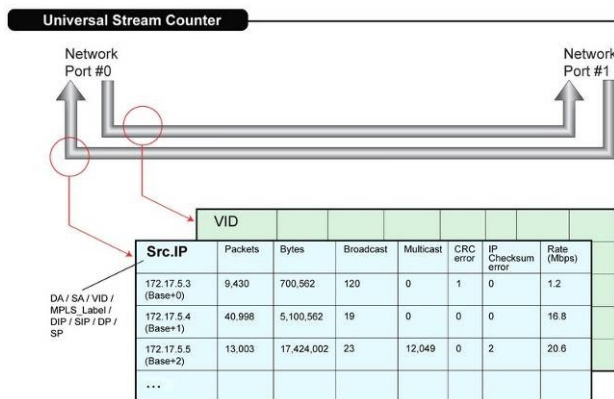 Universal Stream Counter
Network
Port #0
Network
Port #1
VID
Src.IP Packets Bytes Broadcast Multicast CRC error IP Checksum error Rate (Mbps)
172.17.5.3 (Base+0) 9,430 700,562 120 0 1 0 1.2
172.17.5.4 (Base+1) 40,998 5,100,562 19 0 0 0 16.8
172.17.5.5 (Base+2) 13,003 17,424,002 23 12,049 0 2 20.6
...
DA / SA / VID /
MPLS_Label /
DIP / SIP / DP /
SP